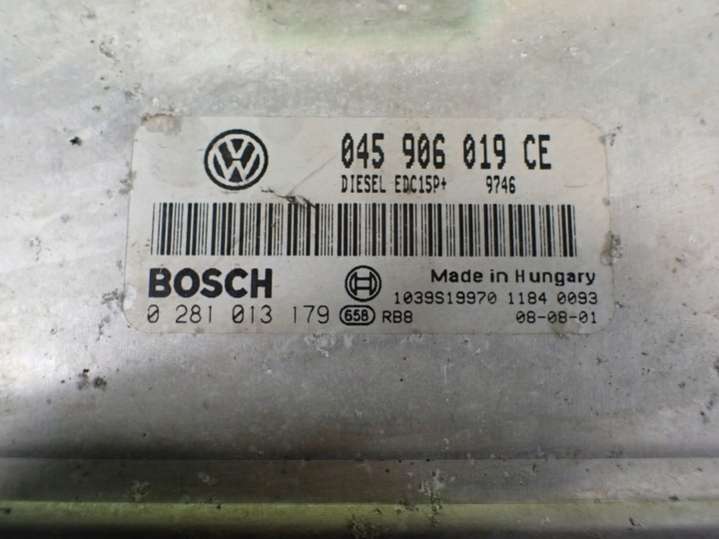 VW 045 906 019 CE
DIESEL EDC15P+ 9746
BOSCH Made in Hungary
1039S19970 1184 0093
0 281 013 179 658 RB8 08-08-01